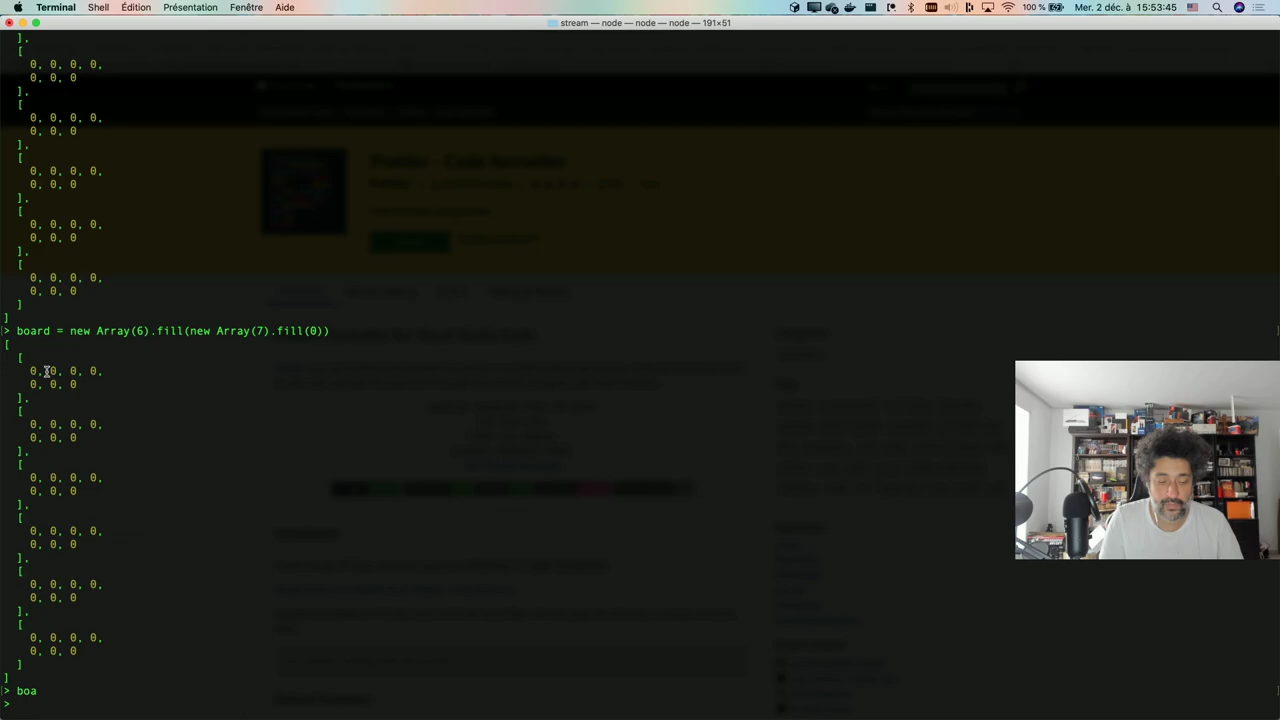 Terminal Shell Édition Présentation Fenêtre Aide 100 % Mer. 2 déc. à 15:53:45
stream — node — node — node — 191×51
],
[
0, 0, 0, 0,
0, 0, 0
],
[
0, 0, 0, 0,
0, 0, 0
],
[
0, 0, 0, 0,
0, 0, 0
],
[
0, 0, 0, 0,
0, 0, 0
],
[
0, 0, 0, 0,
0, 0, 0
]
]
> board = new Array(6).fill(new Array(7).fill(0))
[
[
0, 0, 0, 0,
0, 0, 0
],
[
0, 0, 0, 0,
0, 0, 0
],
[
0, 0, 0, 0,
0, 0, 0
],
[
0, 0, 0, 0,
0, 0, 0
],
[
0, 0, 0, 0,
0, 0, 0
],
[
0, 0, 0, 0,
0, 0, 0
]
]
> boa
>
Prettier - Code formatter